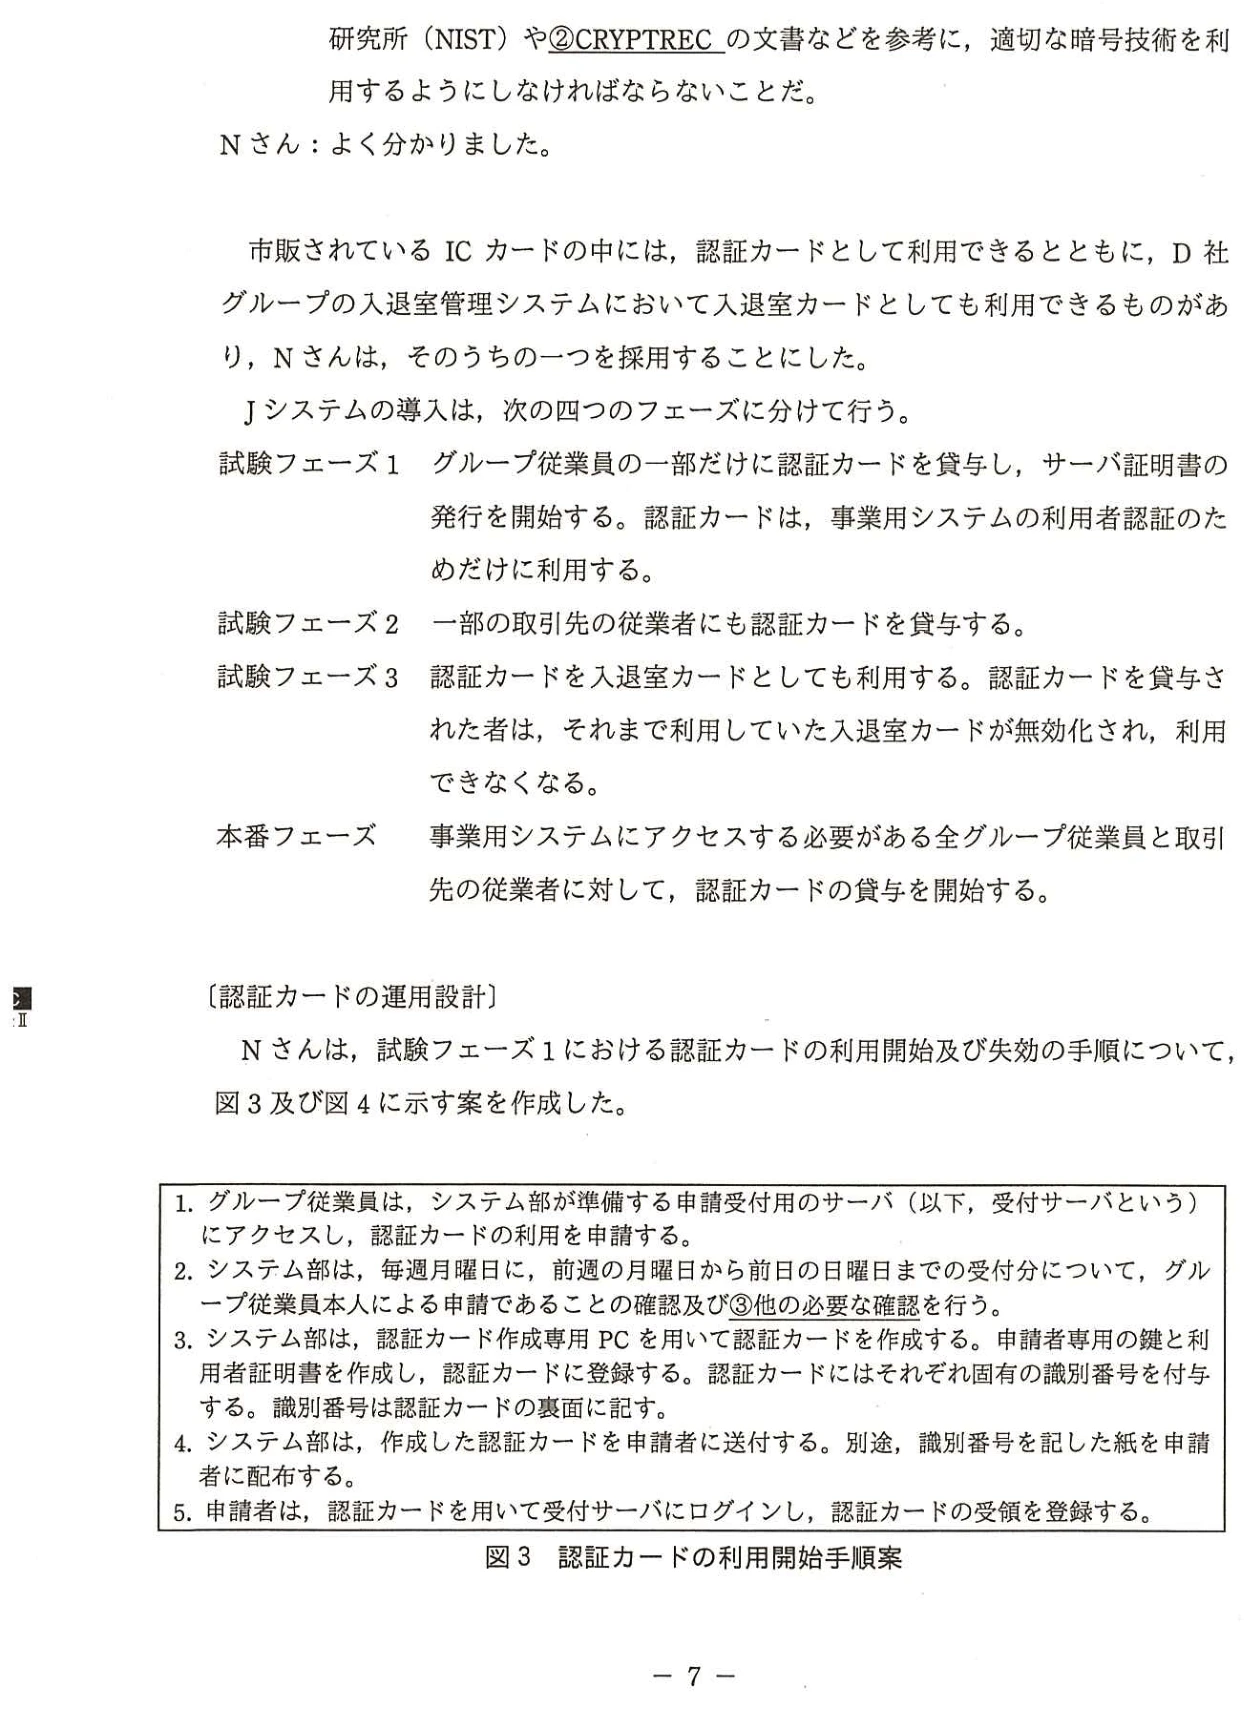 研究所（NIST）や②CRYPTREC の文書などを参考に，適切な暗号技術を利
用するようにしなければならないことだ。
N さん：よく分かりました。
市販されている IC カードの中には，認証カードとして利用できるとともに，D 社
グループの入退室管理システムにおいて入退室カードとしても利用できるものがあ
り，N さんは，そのうちの一つを採用することにした。
J システムの導入は，次の四つのフェーズに分けて行う。
試験フェーズ 1 グループ従業員の一部だけに認証カードを貸与し，サーバ証明書の
発行を開始する。認証カードは，事業用システムの利用者認証のた
めだけに利用する。
試験フェーズ 2 一部の取引先の従業者にも認証カードを貸与する。
試験フェーズ 3 認証カードを入退室カードとしても利用する。認証カードを貸与さ
れた者は，それまで利用していた入退室カードが無効化され，利用
できなくなる。
本番フェーズ 事業用システムにアクセスする必要がある全グループ従業員と取引
先の従業者に対して，認証カードの貸与を開始する。
Ⅱ
〔認証カードの運用設計〕
N さんは，試験フェーズ 1 における認証カードの利用開始及び失効の手順について，
図 3 及び図 4 に示す案を作成した。
1. グループ従業員は，システム部が準備する申請受付用のサーバ（以下，受付サーバという）
にアクセスし，認証カードの利用を申請する。
2. システム部は，毎週月曜日に，前週の月曜日から前日の日曜日までの受付分について，グル
ープ従業員本人による申請であることの確認及び③他の必要な確認を行う。
3. システム部は，認証カード作成専用 PC を用いて認証カードを作成する。申請者専用の鍵と利
用者証明書を作成し，認証カードに登録する。認証カードにはそれぞれ固有の識別番号を付与
する。識別番号は認証カードの裏面に記す。
4. システム部は，作成した認証カードを申請者に送付する。別途，識別番号を記した紙を申請
者に配布する。
5. 申請者は，認証カードを用いて受付サーバにログインし，認証カードの受領を登録する。
図 3 認証カードの利用開始手順案
－ 7 －